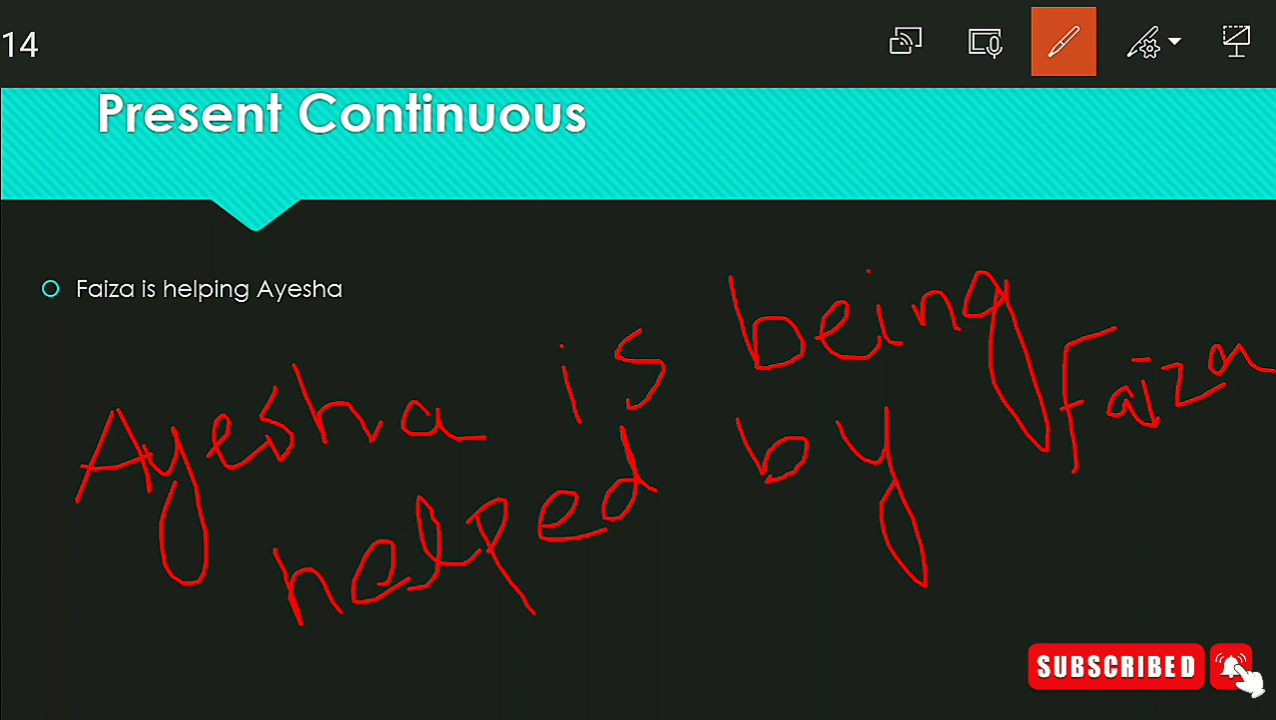 14
Present Continuous
Faiza is helping Ayesha
Ayesha is being
helped by Faiza
SUBSCRIBED